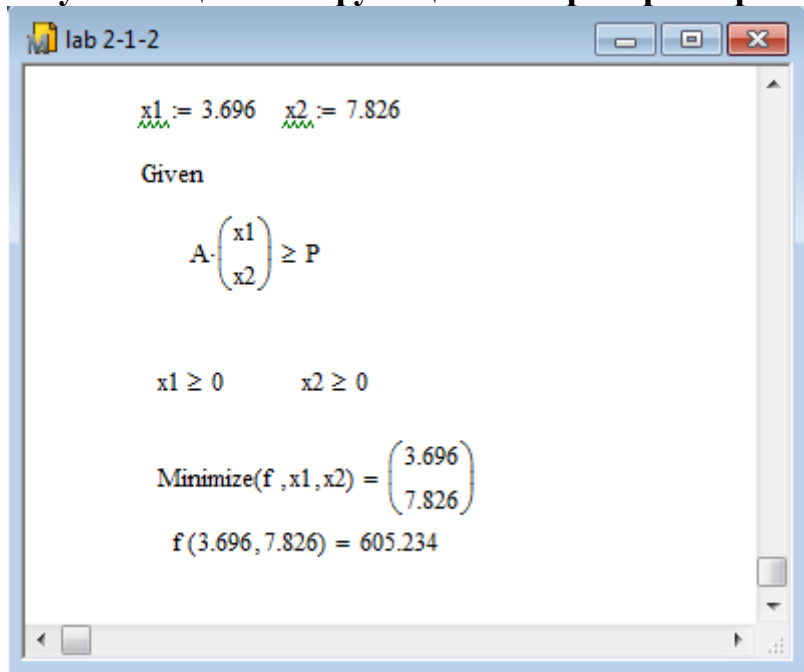 lab 2-1-2
x1 := 3.696 x2 := 7.826
Given
A·(x1 x2) ≥ P
x1 ≥ 0 x2 ≥ 0
Minimize(f ,x1,x2) = (3.696 7.826)
f(3.696,7.826) = 605.234